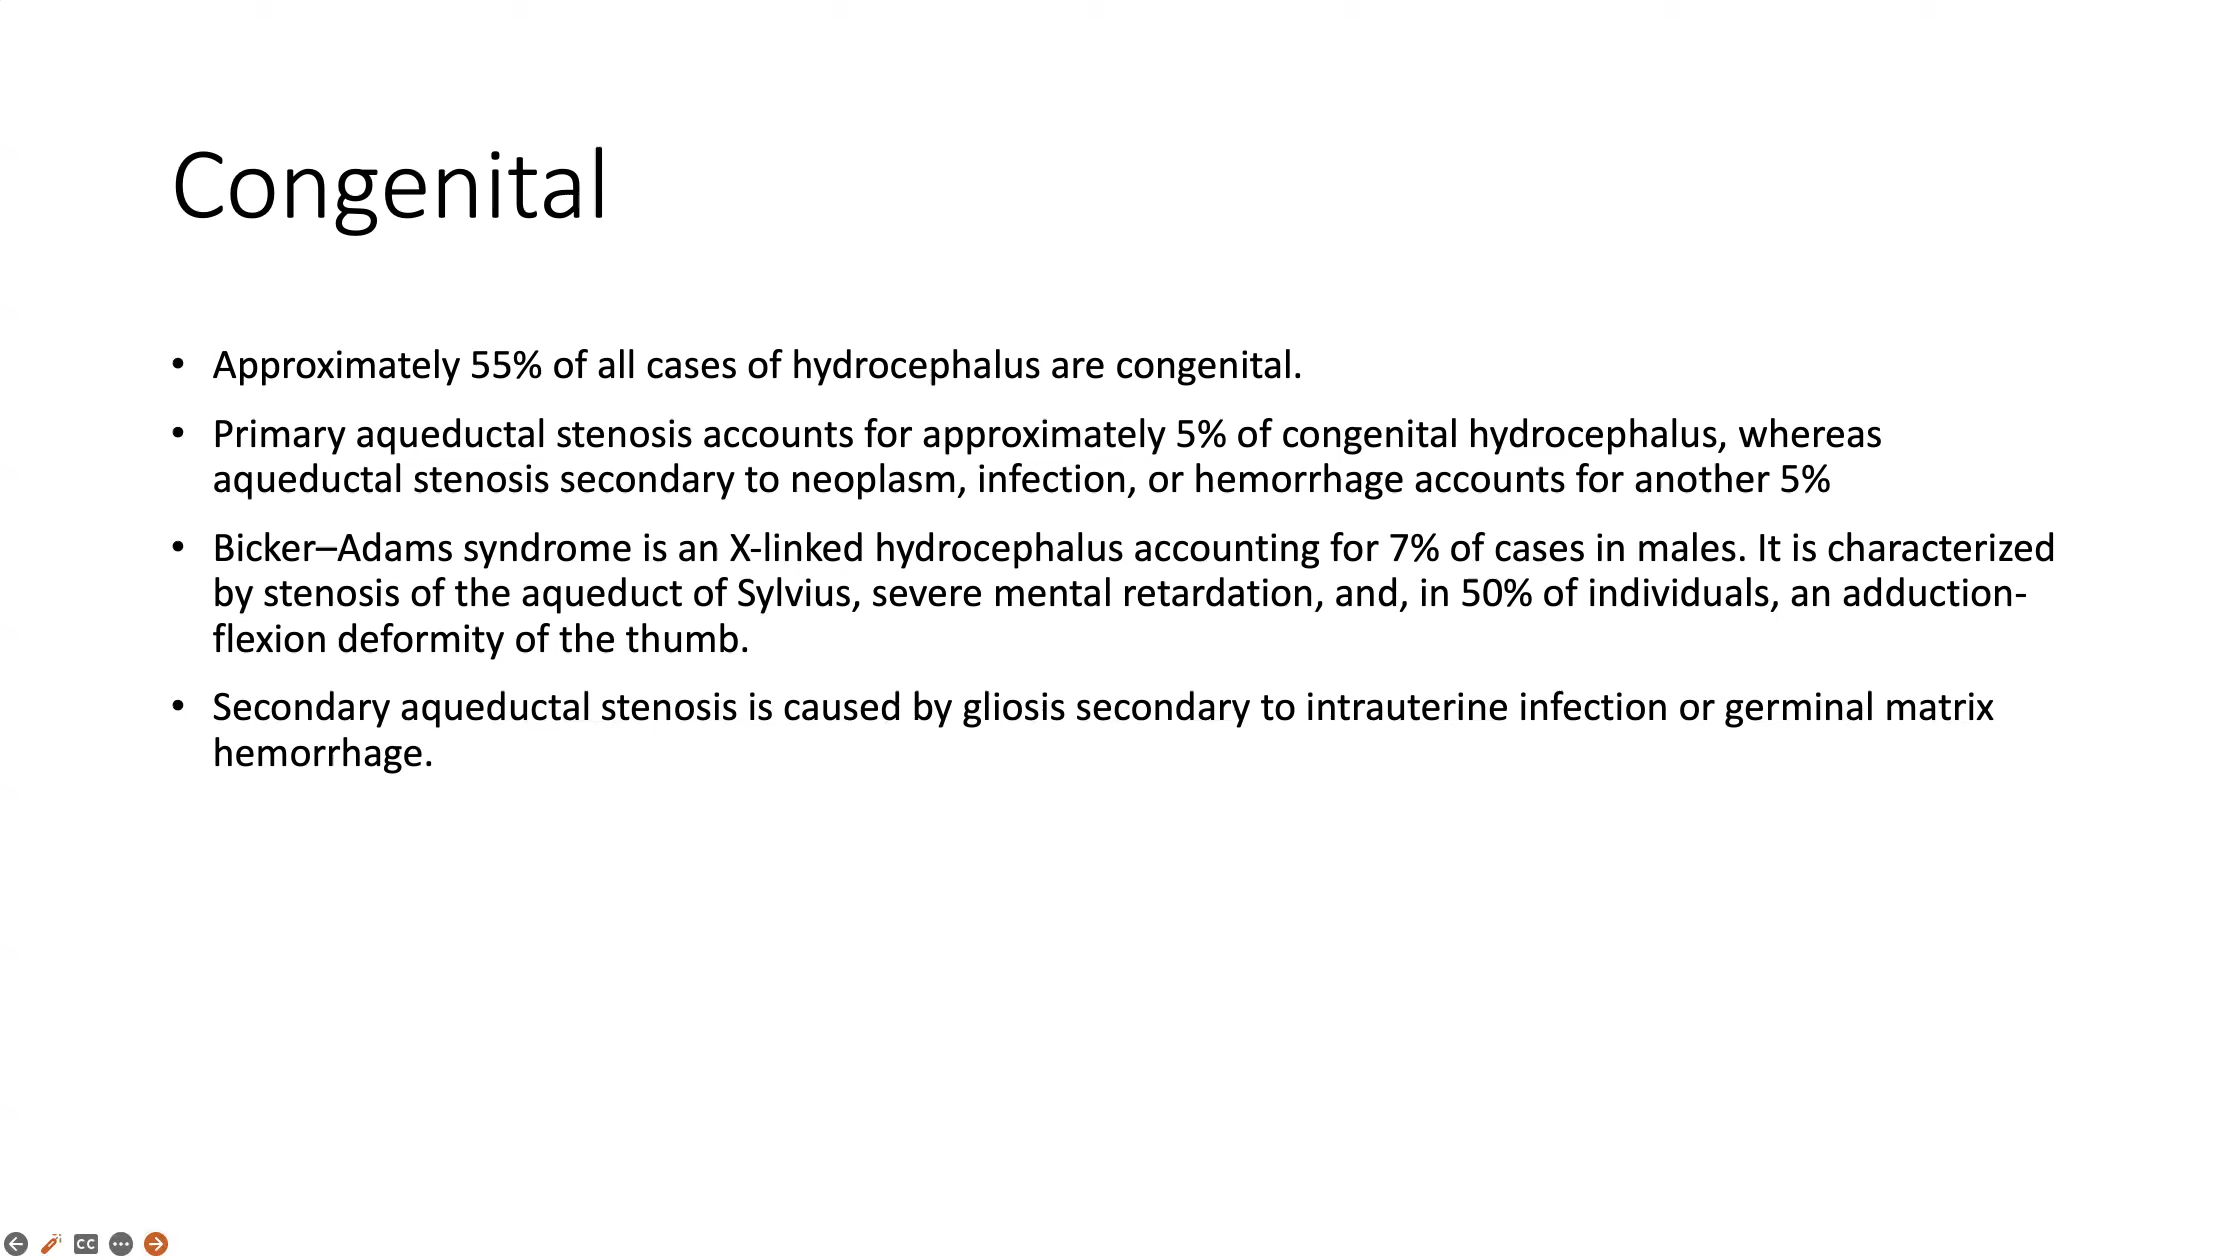 Congenital
• Approximately 55% of all cases of hydrocephalus are congenital.
• Primary aqueductal stenosis accounts for approximately 5% of congenital hydrocephalus, whereas
aqueductal stenosis secondary to neoplasm, infection, or hemorrhage accounts for another 5%
• Bicker–Adams syndrome is an X-linked hydrocephalus accounting for 7% of cases in males. It is characterized
by stenosis of the aqueduct of Sylvius, severe mental retardation, and, in 50% of individuals, an adduction-
flexion deformity of the thumb.
• Secondary aqueductal stenosis is caused by gliosis secondary to intrauterine infection or germinal matrix
hemorrhage.
CC